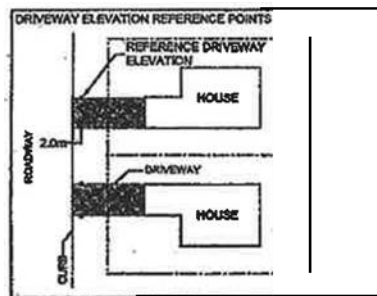 DRIVEWAY ELEVATION REFERENCE POINTS
REFERENCE DRIVEWAY
ELEVATION
HOUSE
2.0m
ROADWAY
DRIVEWAY
HOUSE
CURB